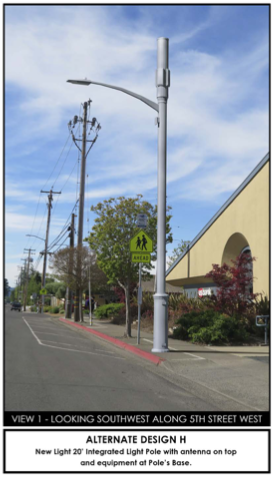 AHEAD
VIEW 1 - LOOKING SOUTHWEST ALONG 5TH STREET WEST
ALTERNATE DESIGN H
New Light 20' Integrated Light Pole with antenna on top
and equipment at Pole's Base.